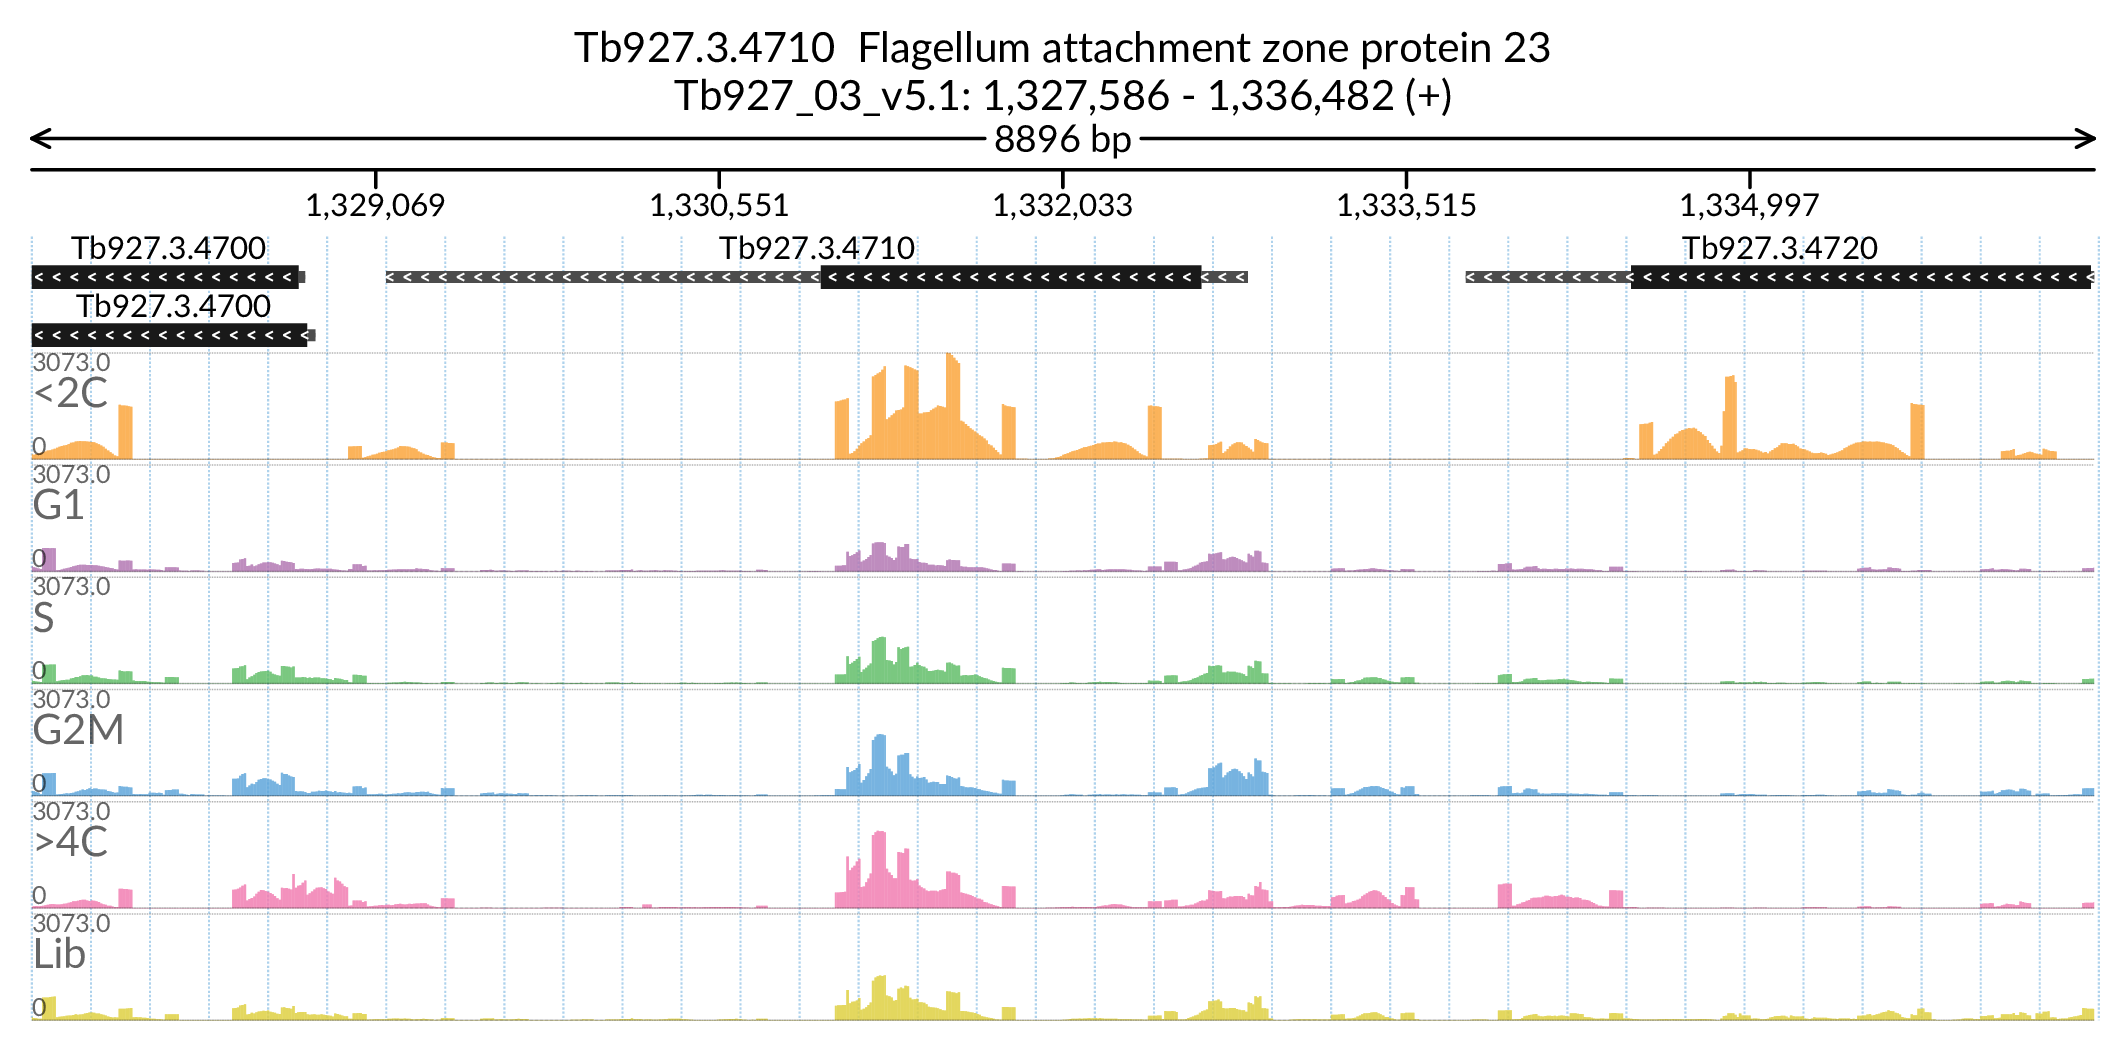 Tb927.3.4710  Flagellum attachment zone protein 23
Tb927_03_v5.1: 1,327,586 - 1,336,482 (+)
8896 bp
1,329,069 1,330,551 1,332,033 1,333,515 1,334,997
Tb927.3.4700 Tb927.3.4710 Tb927.3.4720
Tb927.3.4700
3073.0
<2C
0
3073.0
G1
0
3073.0
S
0
3073.0
G2M
0
3073.0
>4C
0
3073.0
Lib
0